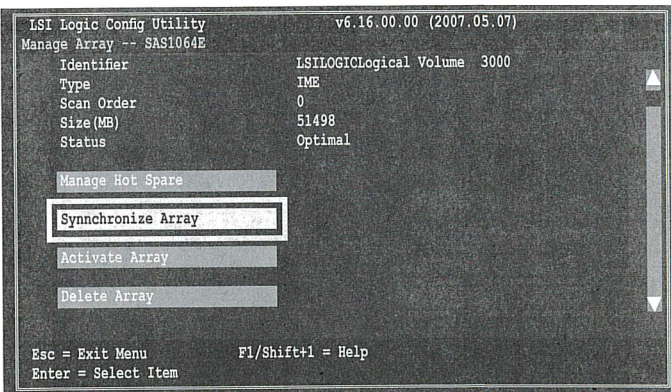 LSI Logic Config Utility v6.16.00.00 (2007.05.07)
Manage Array -- SAS1064E
Identifier LSILOGICLogical Volume 3000
Type IME
Scan Order 0
Size(MB) 51498
Status Optimal
Manage Hot Spare
Synnchronize Array
Activate Array
Delete Array
Esc = Exit Menu F1/Shift+1 = Help
Enter = Select Item